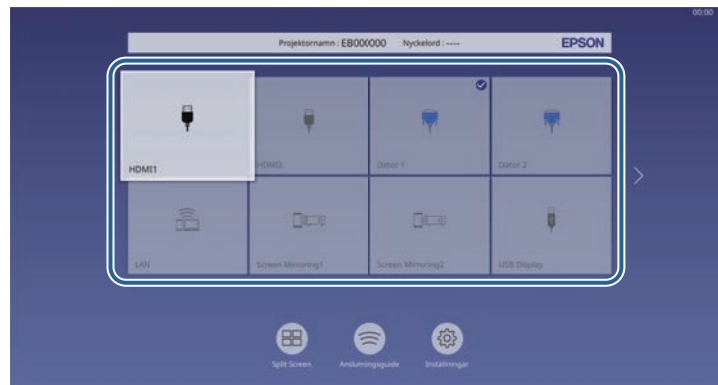 00:00
Projektornamn : EB000000 Nyckelord : ---- EPSON
HDMI1 HDMI2 Dator 1 Dator 2
LAN Screen Mirroring1 Screen Mirroring2 USB Display
Split Screen Anslutningsguide Inställningar